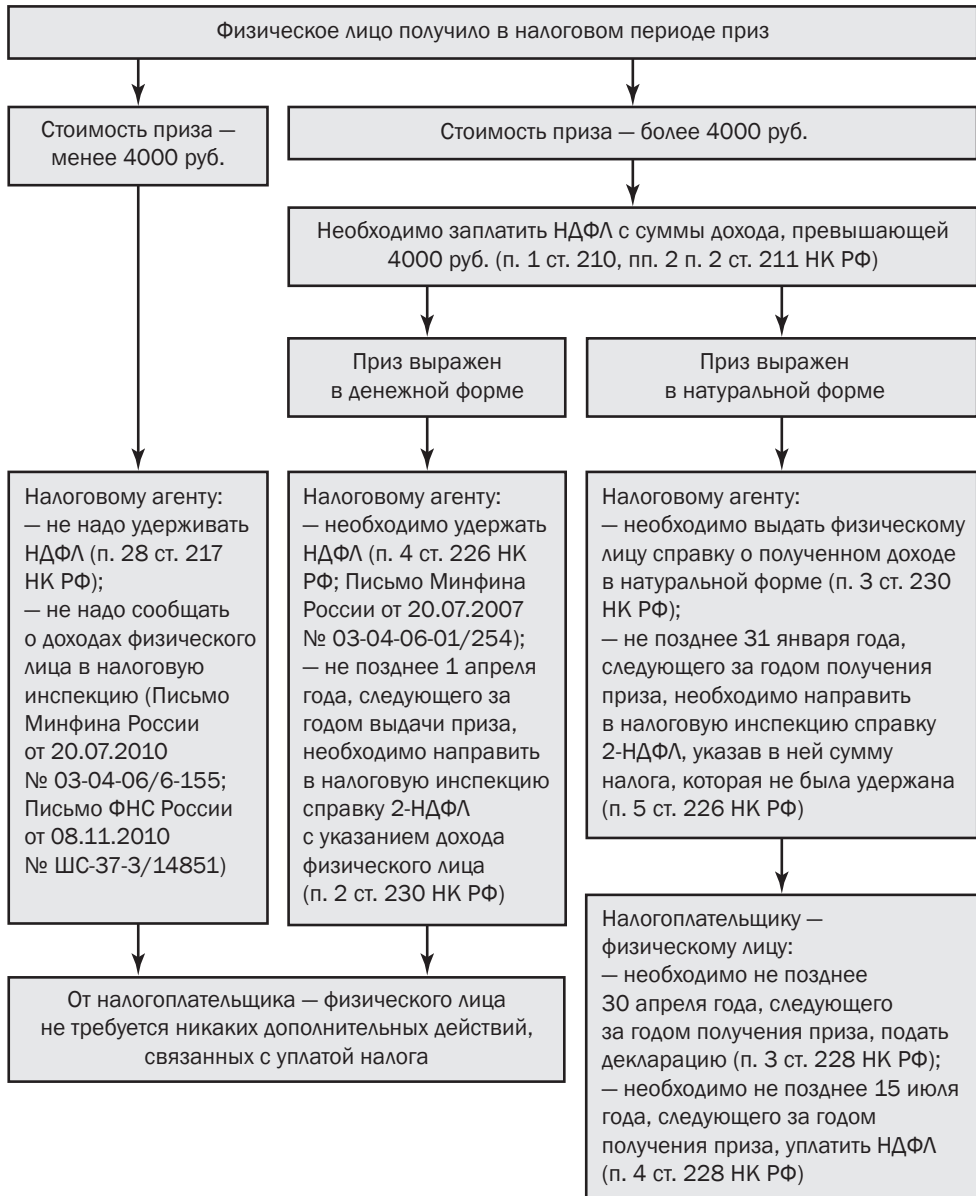 Физическое лицо получило в налоговом периоде приз
Стоимость приза —
менее 4000 руб.
Стоимость приза — более 4000 руб.
Необходимо заплатить НДФЛ с суммы дохода, превышающей
4000 руб. (п. 1 ст. 210, пп. 2 п. 2 ст. 211 НК РФ)
Приз выражен
в денежной форме
Приз выражен
в натуральной форме
Налоговому агенту:
— не надо удерживать
НДФЛ (п. 28 ст. 217
НК РФ);
— не надо сообщать
о доходах физического
лица в налоговую
инспекцию (Письмо
Минфина России
от 20.07.2010
№ 03-04-06/6-155;
Письмо ФНС России
от 08.11.2010
№ ШС-37-3/14851)
Налоговому агенту:
— необходимо удержать
НДФЛ (п. 4 ст. 226 НК
РФ; Письмо Минфина
России от 20.07.2007
№ 03-04-06-01/254);
— не позднее 1 апреля
года, следующего за
годом выдачи приза,
необходимо направить
в налоговую инспекцию
справку 2-НДФЛ
с указанием дохода
физического лица
(п. 2 ст. 230 НК РФ)
Налоговому агенту:
— необходимо выдать физическому
лицу справку о полученном доходе
в натуральной форме (п. 3 ст. 230
НК РФ);
— не позднее 31 января года,
следующего за годом получения
приза, необходимо направить
в налоговую инспекцию справку
2-НДФЛ, указав в ней сумму
налога, которая не была удержана
(п. 5 ст. 226 НК РФ)
От налогоплательщика — физического лица
не требуется никаких дополнительных действий,
связанных с уплатой налога
Налогоплательщику —
физическому лицу:
— необходимо не позднее
30 апреля года, следующего
за годом получения приза, подать
декларацию (п. 3 ст. 228 НК РФ);
— необходимо не позднее 15 июля
года, следующего за годом
получения приза, уплатить НДФЛ
(п. 4 ст. 228 НК РФ)